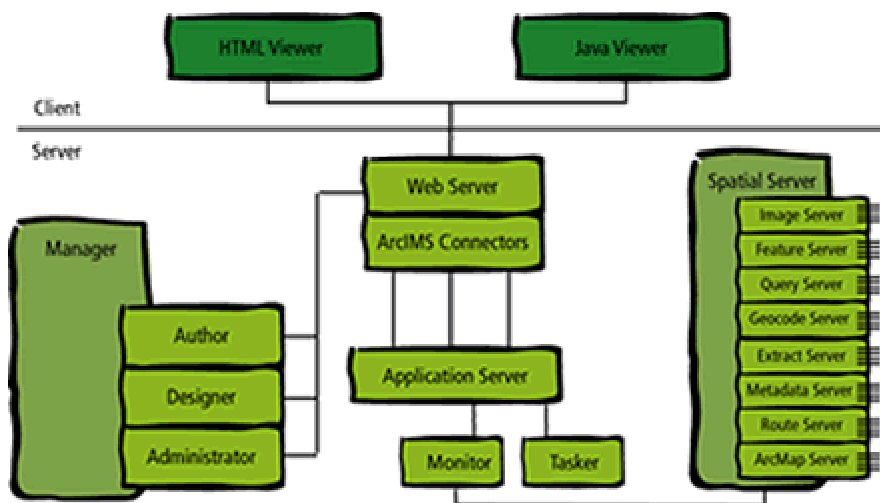 HTML Viewer
Java Viewer
Client
Server
Web Server
ArcIMS Connectors
Manager
Author
Designer
Administrator
Application Server
Monitor
Tasker
Spatial Server
Image Server
Feature Server
Query Server
Geocode Server
Extract Server
Metadata Server
Route Server
ArcMap Server